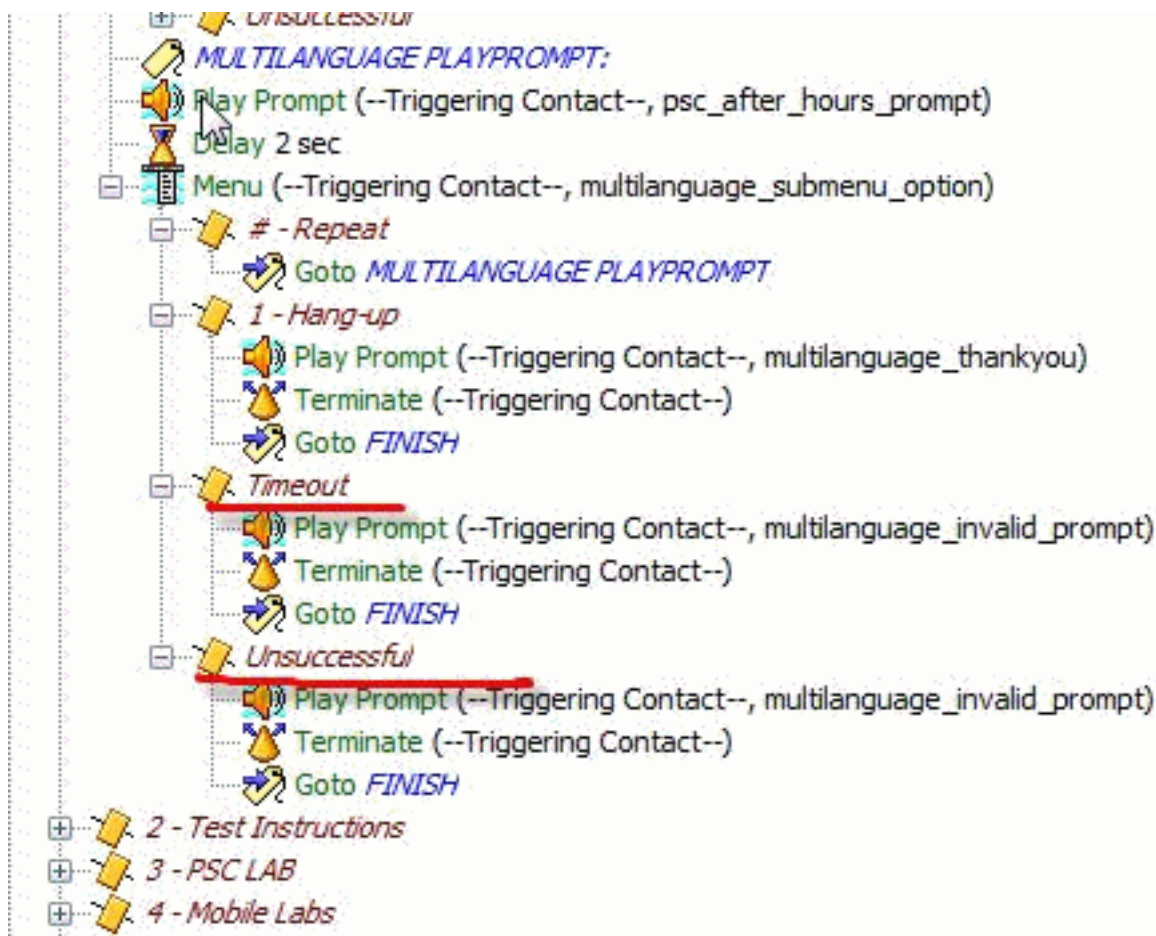 Unsuccessful
MULTILANGUAGE PLAYPROMPT:
Play Prompt (--Triggering Contact--, psc_after_hours_prompt)
Delay 2 sec
Menu (--Triggering Contact--, multilanguage_submenu_option)
# - Repeat
Goto MULTILANGUAGE PLAYPROMPT
1 - Hang-up
Play Prompt (--Triggering Contact--, multilanguage_thankyou)
Terminate (--Triggering Contact--)
Goto FINISH
Timeout
Play Prompt (--Triggering Contact--, multilanguage_invalid_prompt)
Terminate (--Triggering Contact--)
Goto FINISH
Unsuccessful
Play Prompt (--Triggering Contact--, multilanguage_invalid_prompt)
Terminate (--Triggering Contact--)
Goto FINISH
2 - Test Instructions
3 - PSC LAB
4 - Mobile Labs